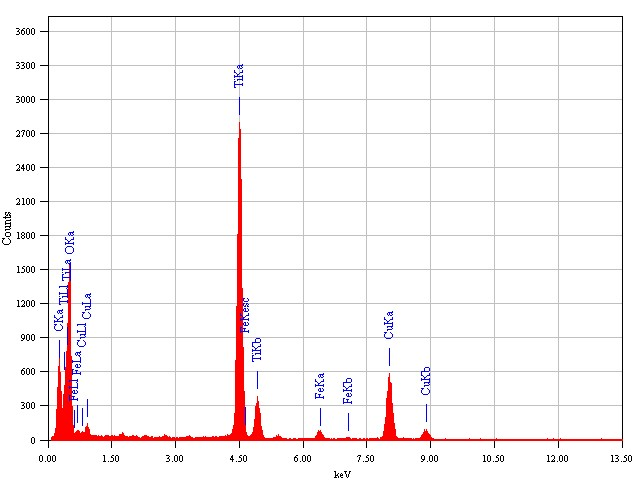 Counts
3600
3300
3000
2700
2400
2100
1800
1500
1200
900
600
300
0
CKa
TiLl
TiLa
OKa
FeLl
FeLa
CuLl
CuLa
TiKa
FeKesc
TiKb
FeKa
FeKb
CuKa
CuKb
0.00 1.50 3.00 4.50 6.00 7.50 9.00 10.50 12.00 13.50
keV